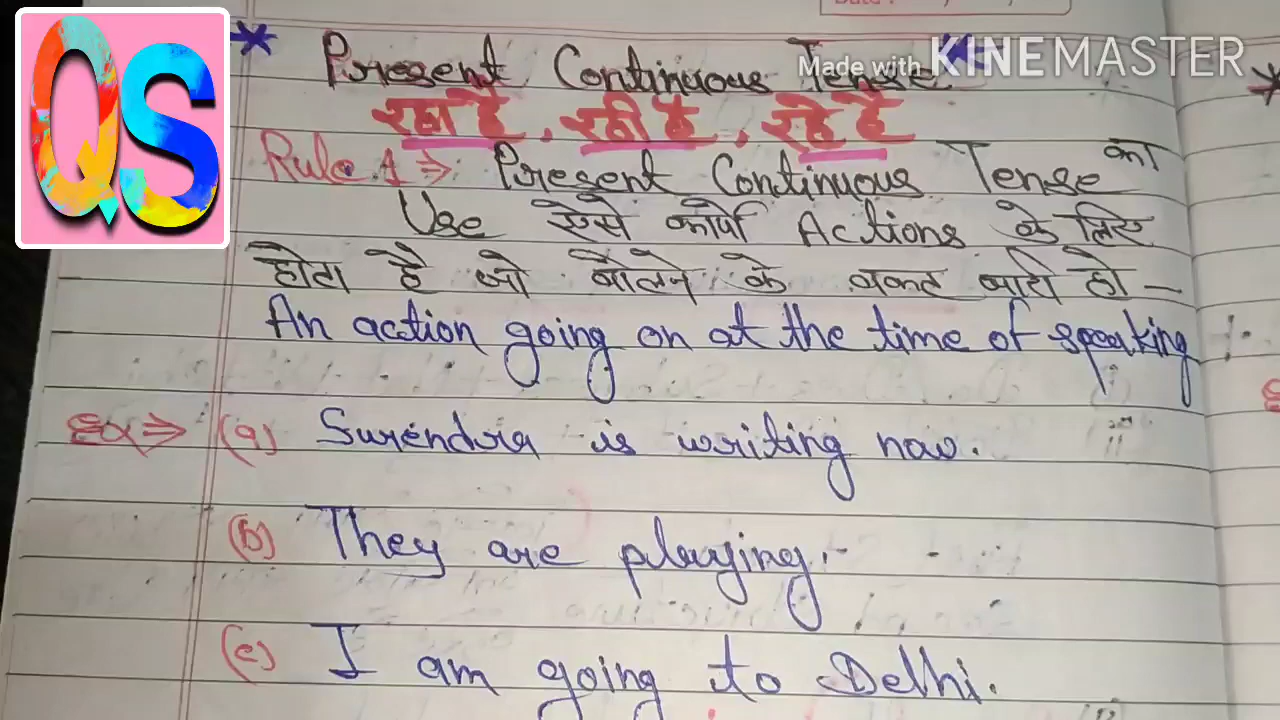 QS
Made with KINEMASTER
* Present Continuous Tense *
रहा है, रही है, रहे हैं
Rule 1 ⇒ Present Continuous Tense का
Use ऐसे कार्यो Actions के लिए
होता है जो बोलने के वक्त जारी हो —
An action going on at the time of speaking
Ex ⇒ (a) Surendra is writing now.
(b) They are playing.
(c) I am going to Delhi.